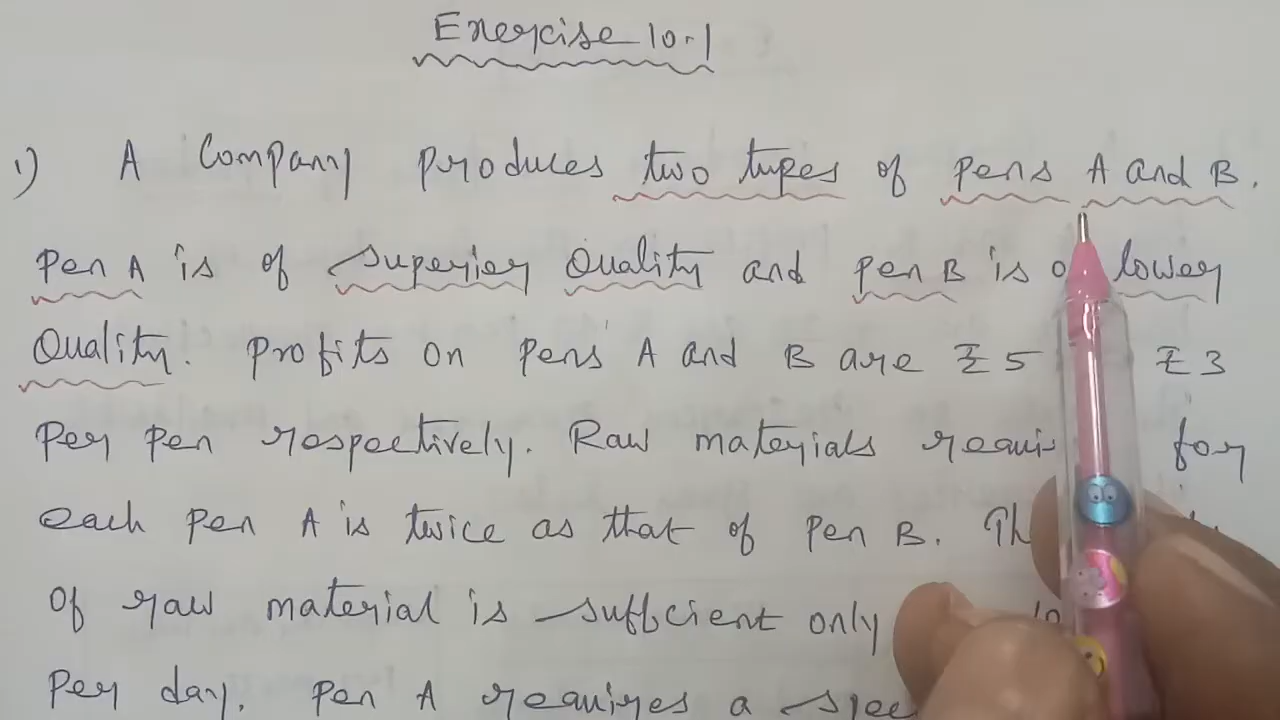 Exercise 10.1
1) A Company produces two types of pens A and B.
Pen A is of superior Quality and pen B is lower
Quality. Profits on pens A and B are ₹5 ₹3
Per pen respectively. Raw materials for
each pen A is twice as that of pen B.
Of raw material is sufficient only
Per day. Pen A requires a